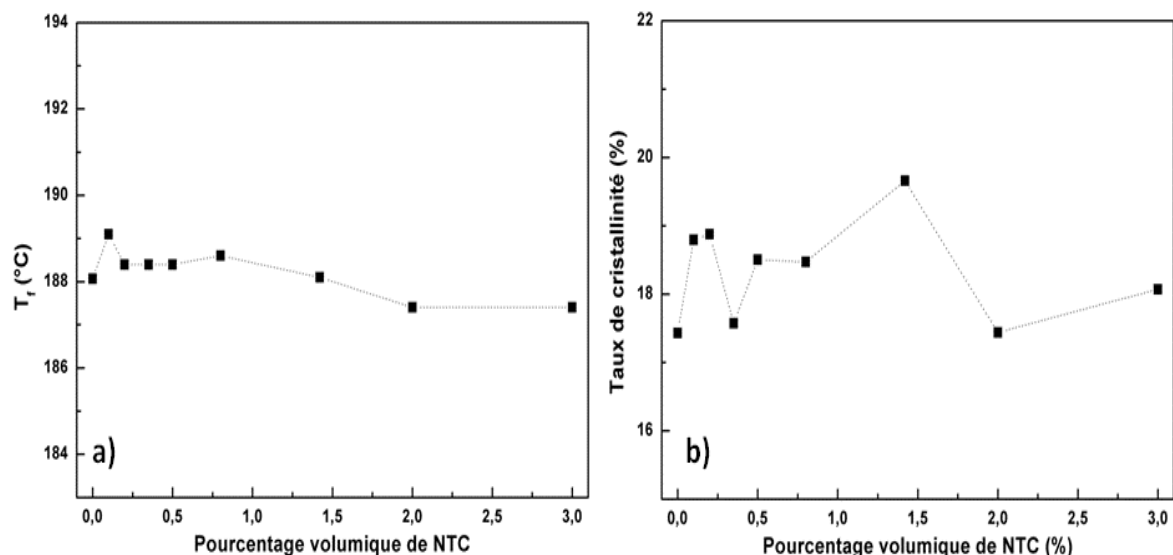 194
192
190
188
186
184
T_f (°C)
a)
0,0 0,5 1,0 1,5 2,0 2,5 3,0
Pourcentage volumique de NTC
22
20
18
16
Taux de cristallinité (%)
b)
0,0 0,5 1,0 1,5 2,0 2,5 3,0
Pourcentage volumique de NTC (%)